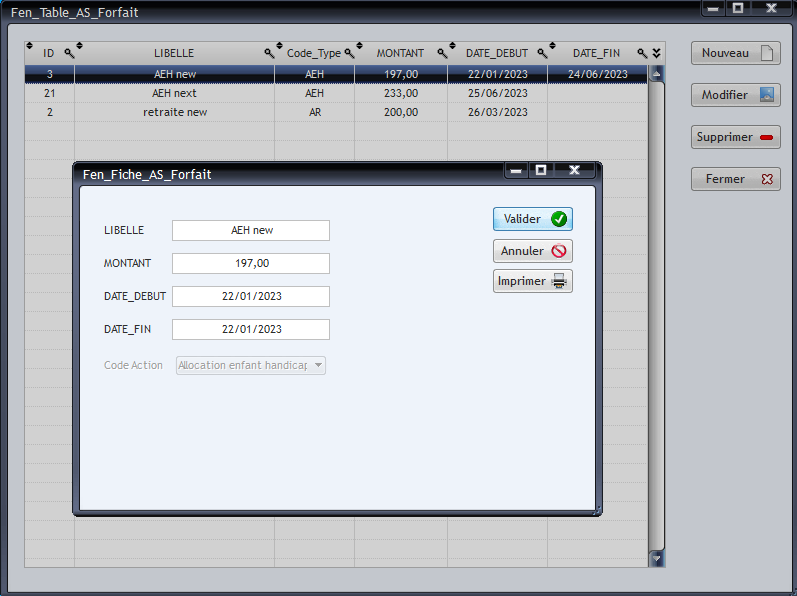 Fen_Table_AS_Forfait
ID LIBELLE Code_Type MONTANT DATE_DEBUT DATE_FIN
3 AEH new AEH 197,00 22/01/2023 24/06/2023
21 AEH next AEH 233,00 25/06/2023
2 retraite new AR 200,00 26/03/2023
Nouveau
Modifier
Supprimer
Fermer
Fen_Fiche_AS_Forfait
LIBELLE AEH new
MONTANT 197,00
DATE_DEBUT 22/01/2023
DATE_FIN 22/01/2023
Code Action Allocation enfant handicap
Valider
Annuler
Imprimer